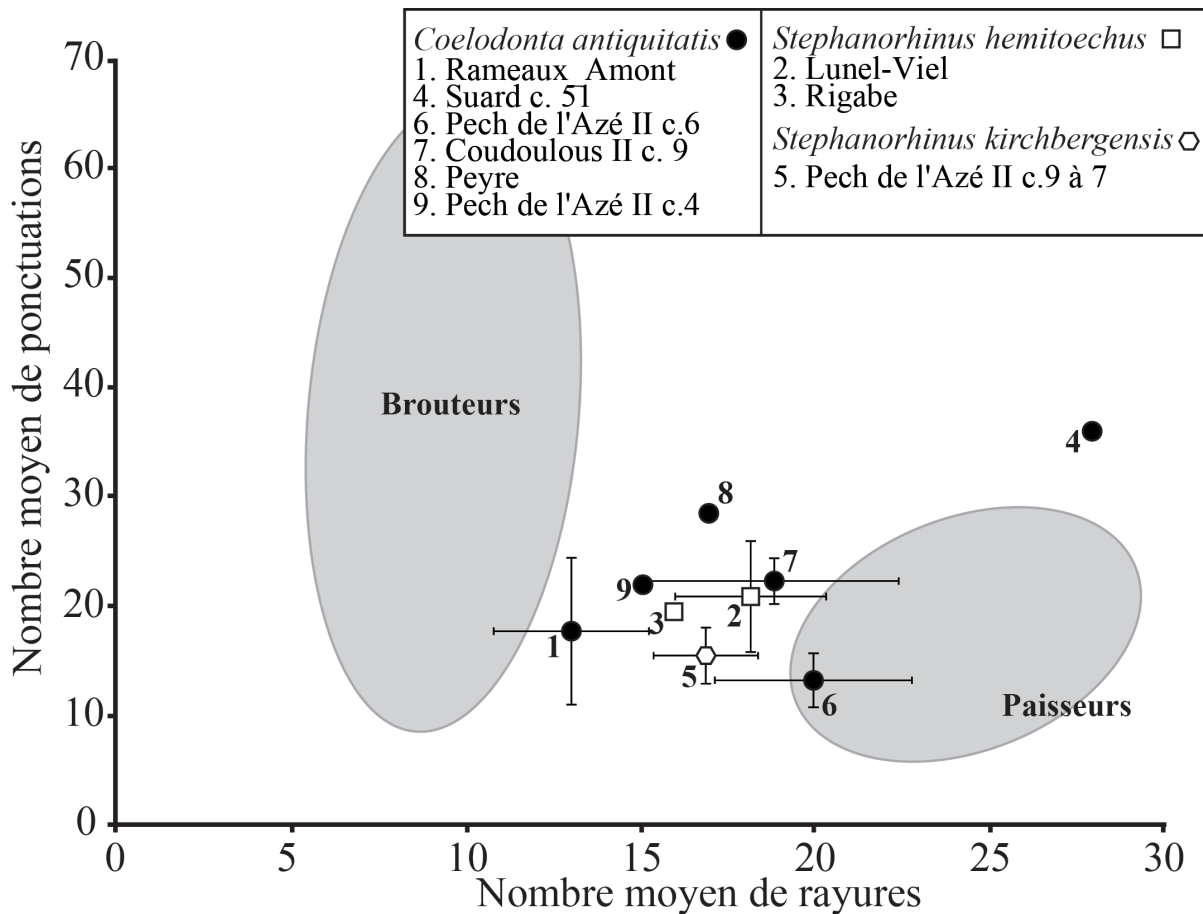 Coelodonta antiquitatis
1. Rameaux_Amont
4. Suard c. 51
6. Pech de l'Azé II c.6
7. Coudoulous II c. 9
8. Peyre
9. Pech de l'Azé II c.4
Stephanorhinus hemitoechus
2. Lunel-Viel
3. Rigabe
Stephanorhinus kirchbergensis
5. Pech de l'Azé II c.9 à 7
Nombre moyen de ponctuations
70
60
50
40
30
20
10
0
Brouteurs
Paisseurs
4
8
7
9
3
2
1
5
6
0
5
10
15
20
25
30
Nombre moyen de rayures